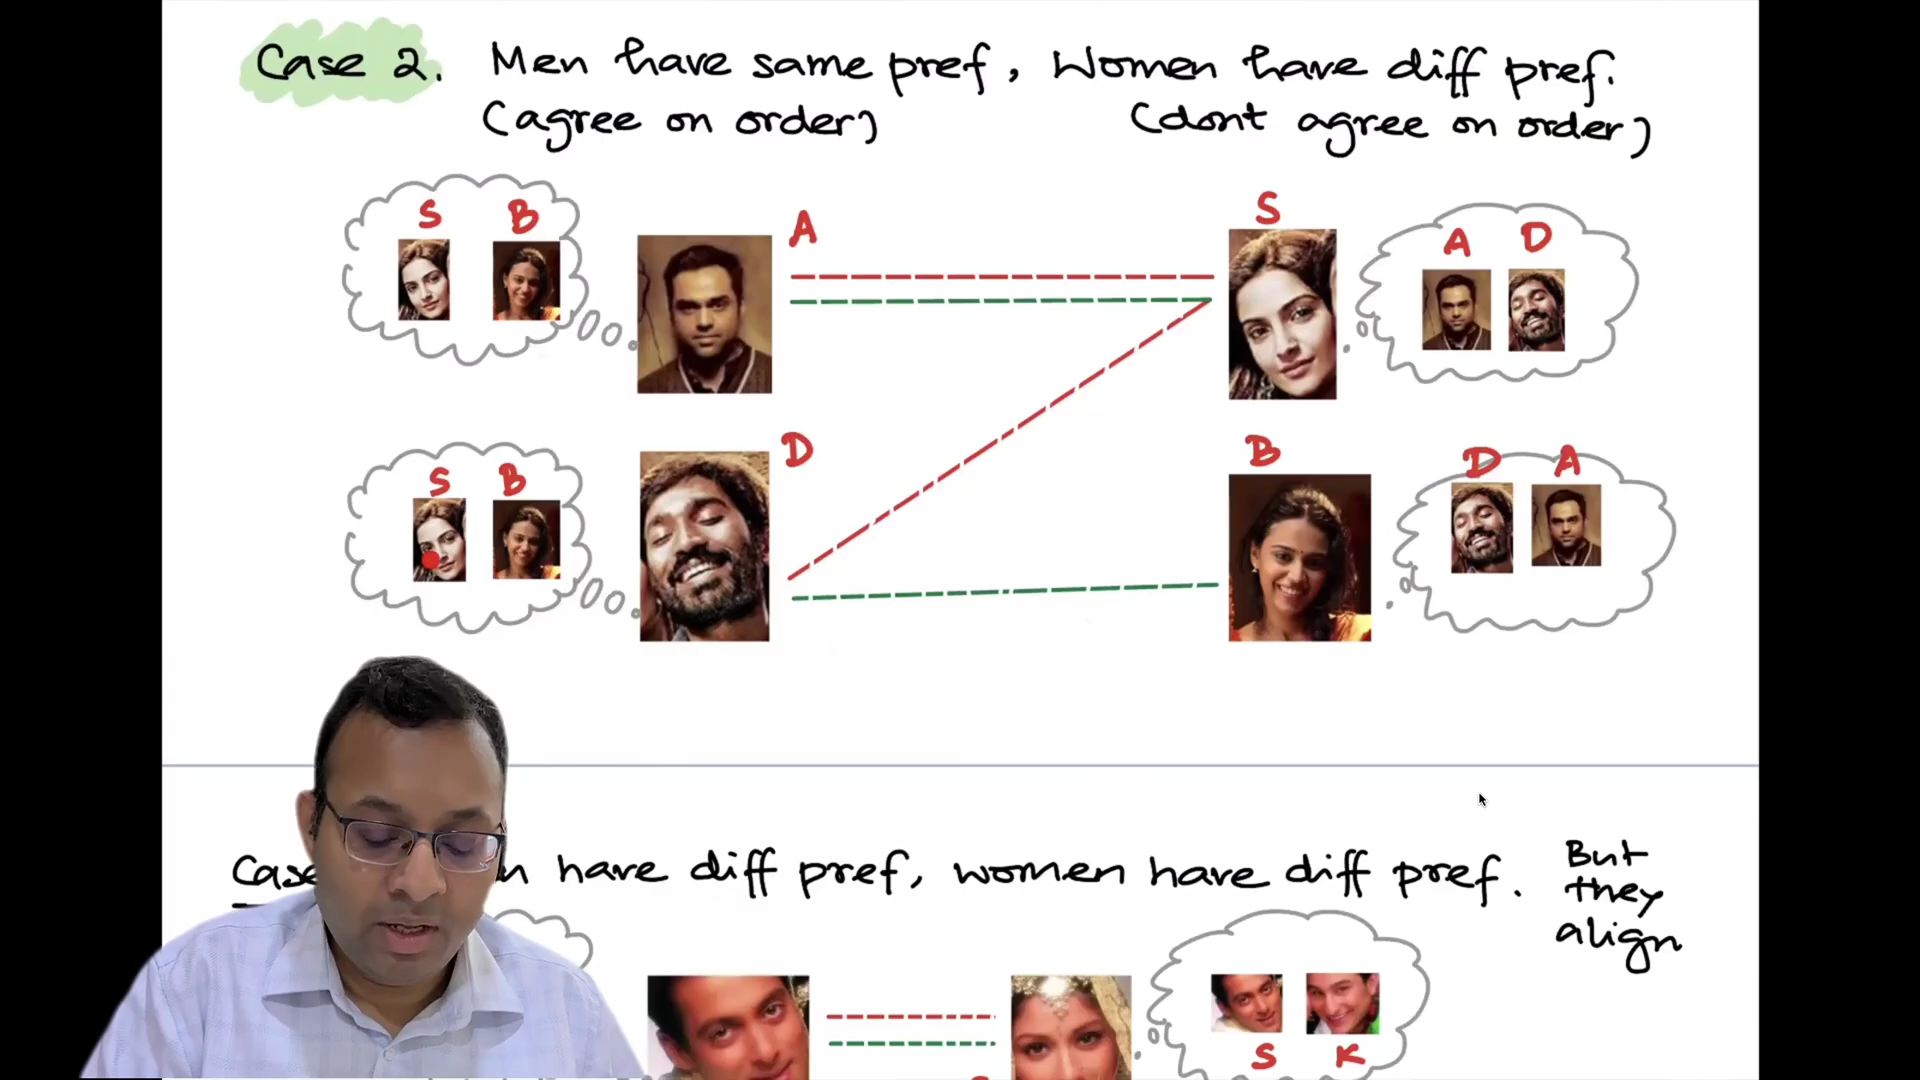 Case 2. Men have same pref, Women have diff pref.
(agree on order) (dont agree on order)
S B
A
S
A D
S B
D
B
D A
Case have diff pref, women have diff pref. But
they
align
S K